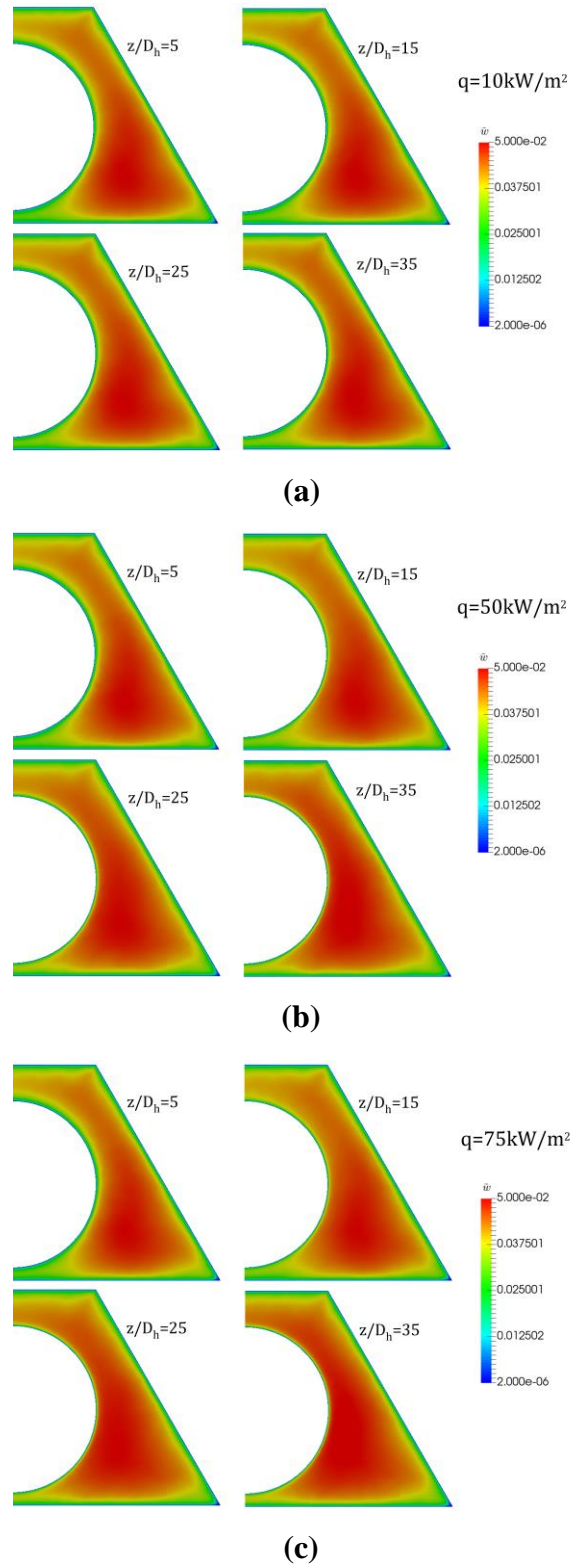 z/Dₕ=5
z/Dₕ=15
q=10kW/m²
w̄
5.000e-02
0.037501
0.025001
0.012502
2.000e-06
z/Dₕ=25
z/Dₕ=35
(a)
z/Dₕ=5
z/Dₕ=15
q=50kW/m²
w̄
5.000e-02
0.037501
0.025001
0.012502
2.000e-06
z/Dₕ=25
z/Dₕ=35
(b)
z/Dₕ=5
z/Dₕ=15
q=75kW/m²
w̄
5.000e-02
0.037501
0.025001
0.012502
2.000e-06
z/Dₕ=25
z/Dₕ=35
(c)